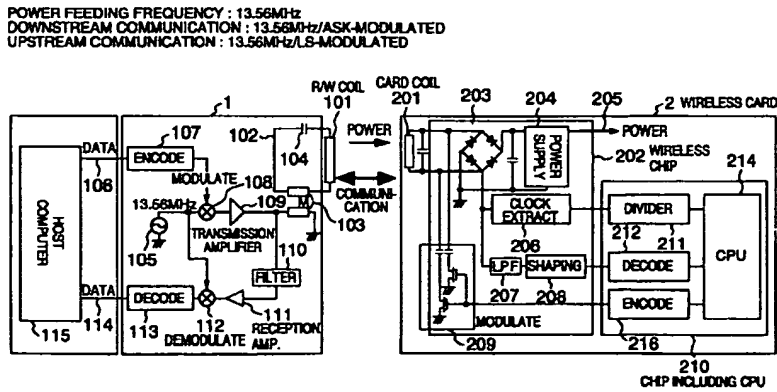 POWER FEEDING FREQUENCY : 13.56MHz
DOWNSTREAM COMMUNICATION : 13.56MHz/ASK-MODULATED
UPSTREAM COMMUNICATION : 13.56MHz/LS-MODULATED
1
R/W COIL
101
CARD COIL
201
203
204
205
2 WIRELESS CARD
DATA
106
107
ENCODE
102
104
POWER
POWER SUPPLY
POWER
202
WIRELESS CHIP
214
MODULATE
108
109
13.56MHz
COMMUNI-
CATION
M
103
CLOCK EXTRACT
206
DIVIDER
211
HOST COMPUTER
105
TRANSMISSION AMPLIFIER
110
FILTER
212
CPU
LPF
207
SHAPING
208
DECODE
DATA
114
DECODE
113
112
DEMODULATE
111
RECEPTION AMP.
115
MODULATE
209
ENCODE
216
210
CHIP INCLUDING CPU